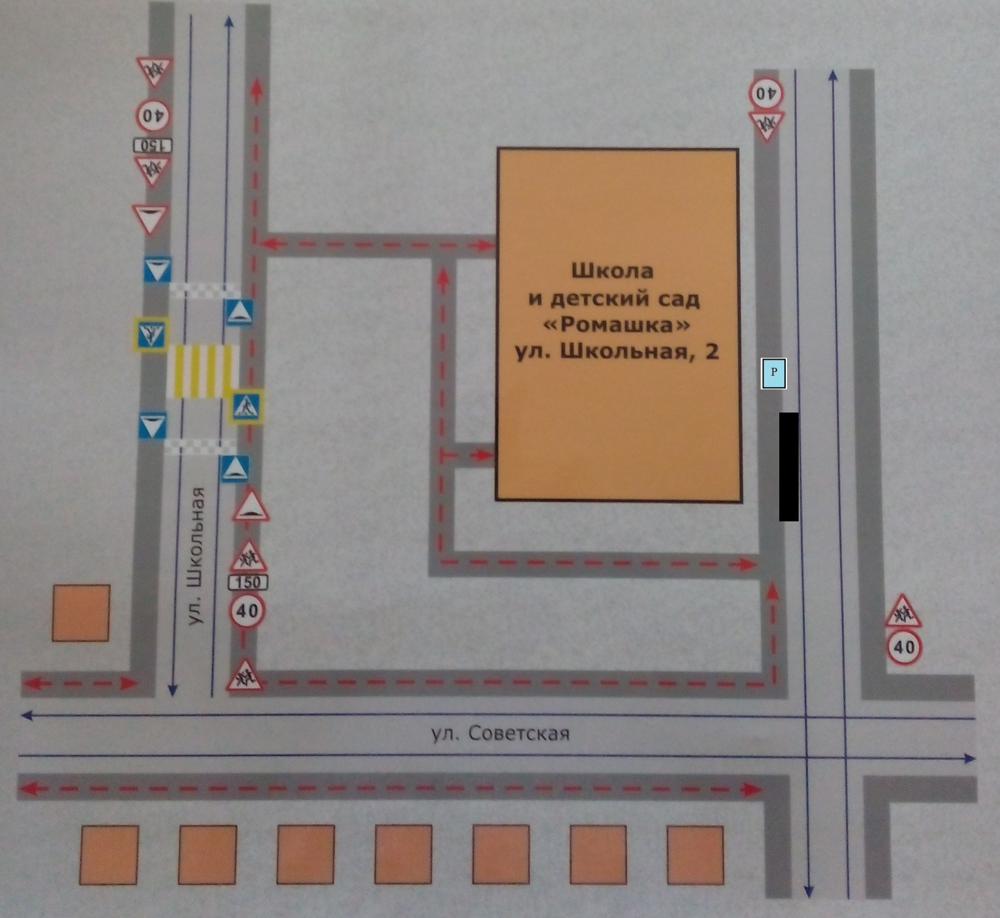 40
150
40
Школа
и детский сад
«Ромашка»
ул. Школьная, 2
P
ул. Школьная
150
40
40
ул. Советская